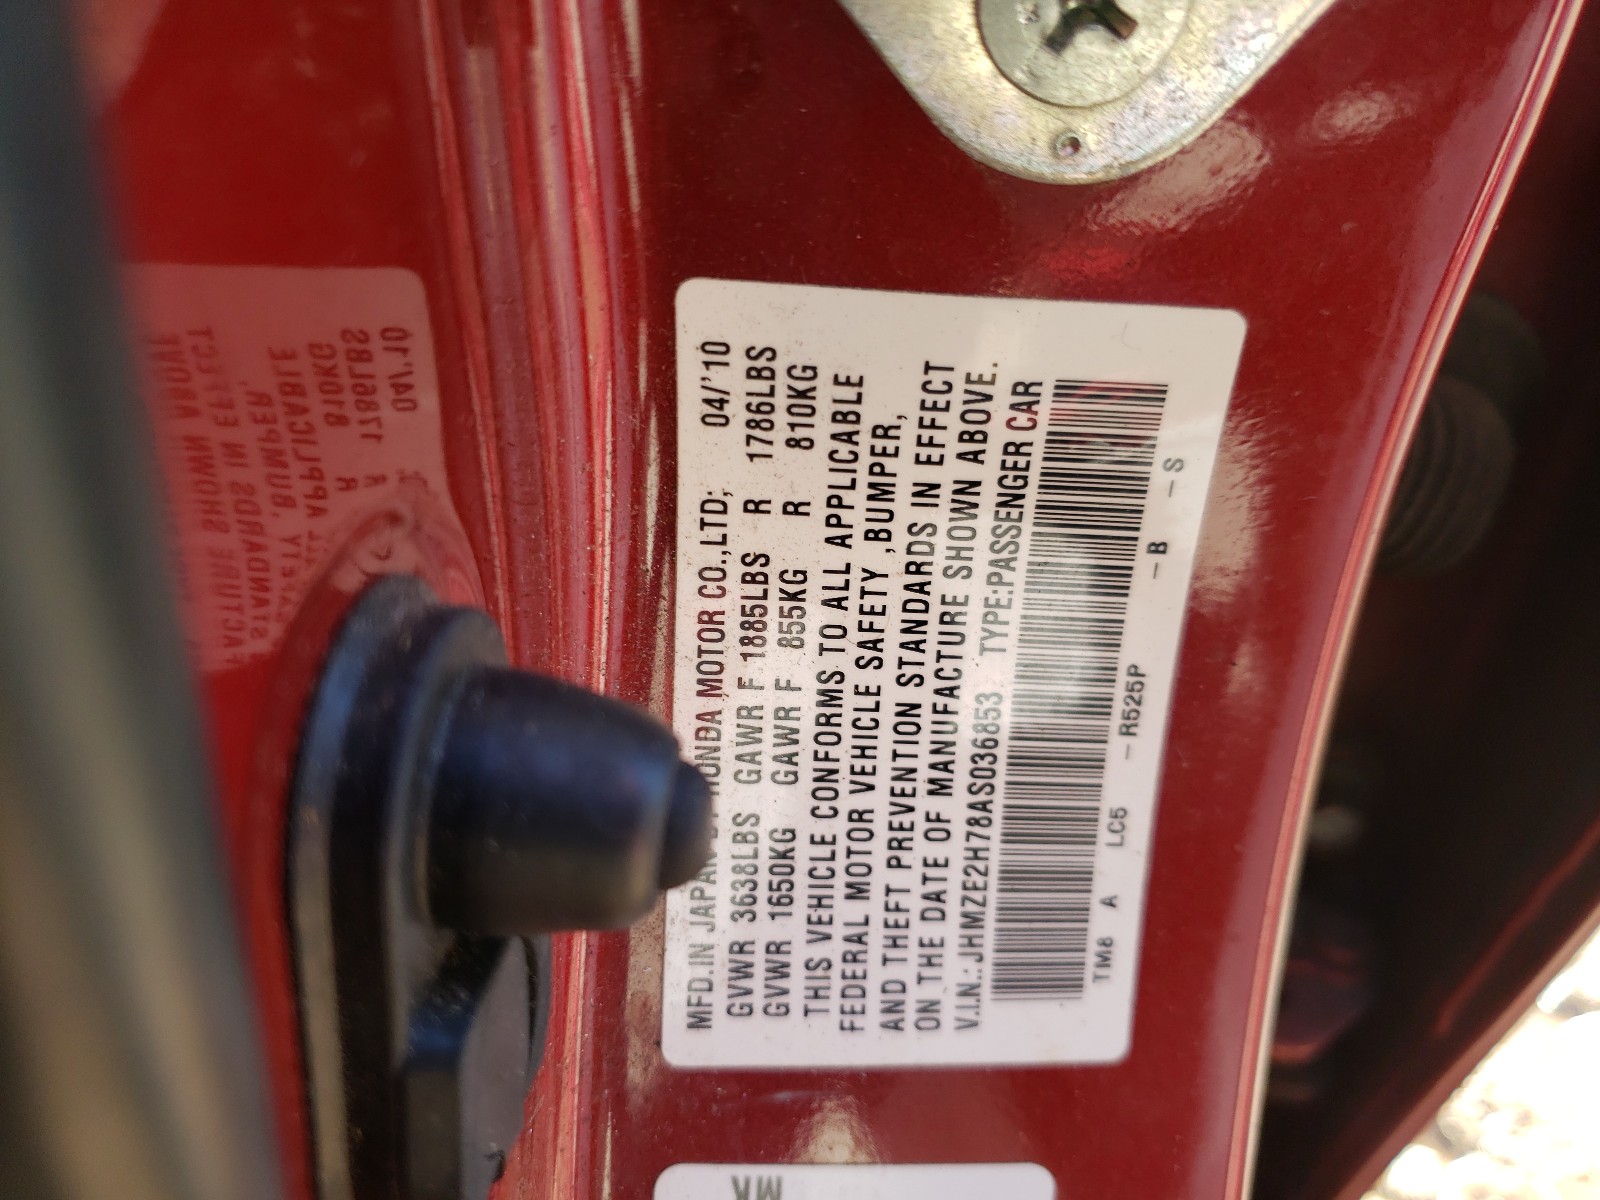 MFD.IN JAPAN BY HONDA MOTOR CO.,LTD; 04/'10
GVWR 3638LBS GAWR F 1885LBS R 1786LBS
GVWR 1650KG GAWR F 855KG R 810KG
THIS VEHICLE CONFORMS TO ALL APPLICABLE
FEDERAL MOTOR VEHICLE SAFETY ,BUMPER,
AND THEFT PREVENTION STANDARDS IN EFFECT
ON THE DATE OF MANUFACTURE SHOWN ABOVE.
V.I.N.: JHMZE2H78AS036853 TYPE:PASSENGER CAR
TM8 A LC5 -R525P -B -S